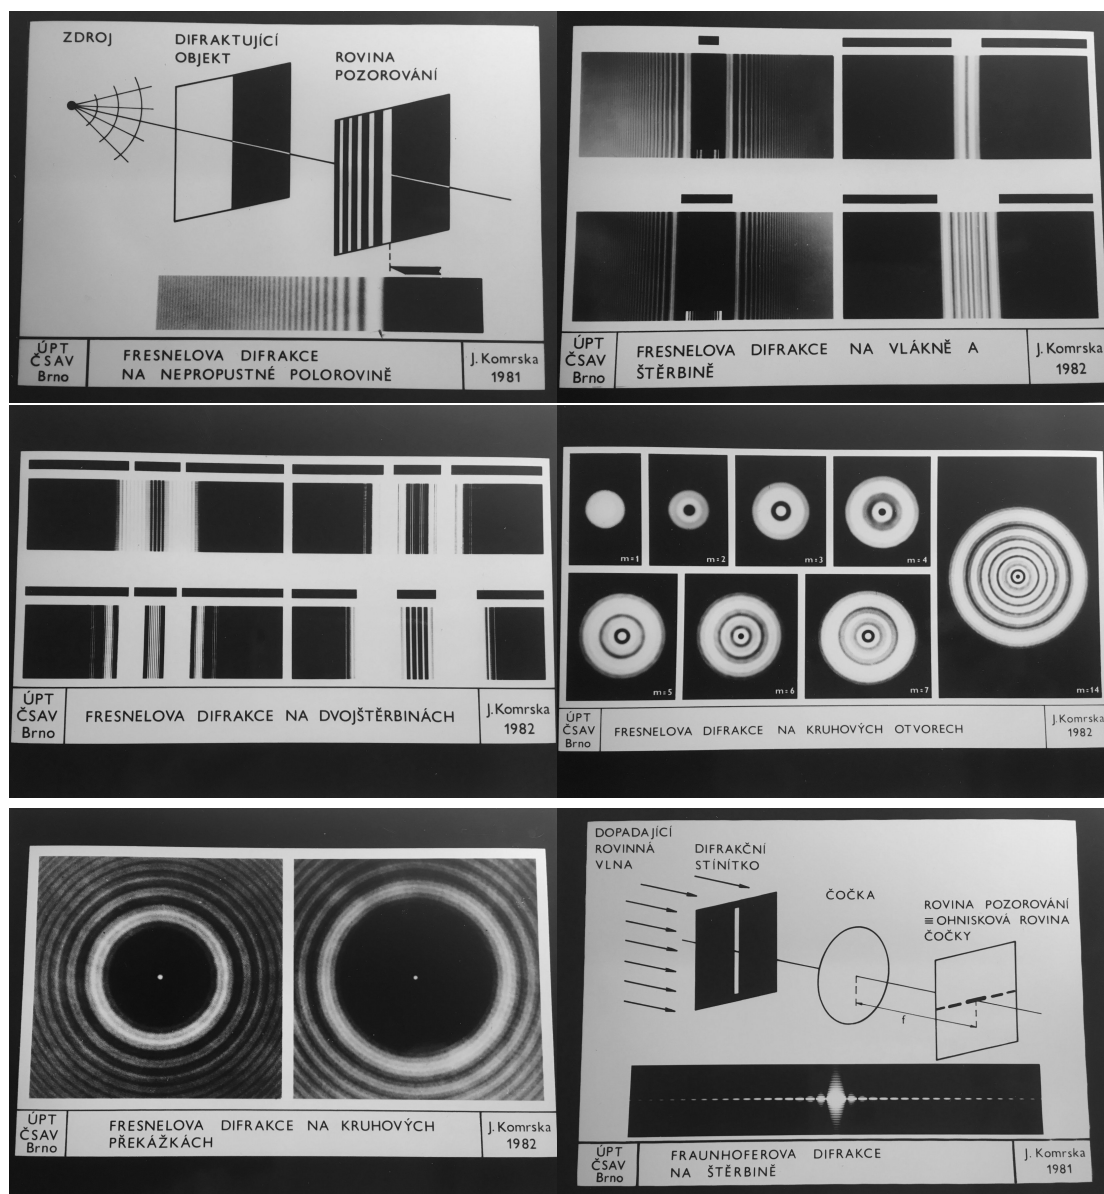 ZDROJ
DIFRAKTUJÍCÍ
OBJEKT
ROVINA
POZOROVÁNÍ
ÚPT
ČSAV
Brno
FRESNELOVA DIFRAKCE
NA NEPROPUSTNÉ POLOROVINĚ
J. Komrska
1981
ÚPT
ČSAV
Brno
FRESNELOVA DIFRAKCE NA VLÁKNĚ A
ŠTĚRBINĚ
J. Komrska
1982
ÚPT
ČSAV
Brno
FRESNELOVA DIFRAKCE NA DVOJŠTĚRBINÁCH
J. Komrska
1982
m=1
m=2
m=3
m=4
m=5
m=6
m=7
m=14
ÚPT
ČSAV
Brno
FRESNELOVA DIFRAKCE NA KRUHOVÝCH OTVORECH
J. Komrska
1982
ÚPT
ČSAV
Brno
FRESNELOVA DIFRAKCE NA KRUHOVÝCH
PŘEKÁŽKÁCH
J. Komrska
1982
DOPADAJÍCÍ
ROVINNÁ
VLNA
DIFRAKČNÍ
STÍNÍTKO
ČOČKA
ROVINA POZOROVÁNÍ
≡ OHNISKOVÁ ROVINA
ČOČKY
f
ÚPT
ČSAV
Brno
FRAUNHOFEROVA DIFRAKCE
NA ŠTĚRBINĚ
J. Komrska
1981